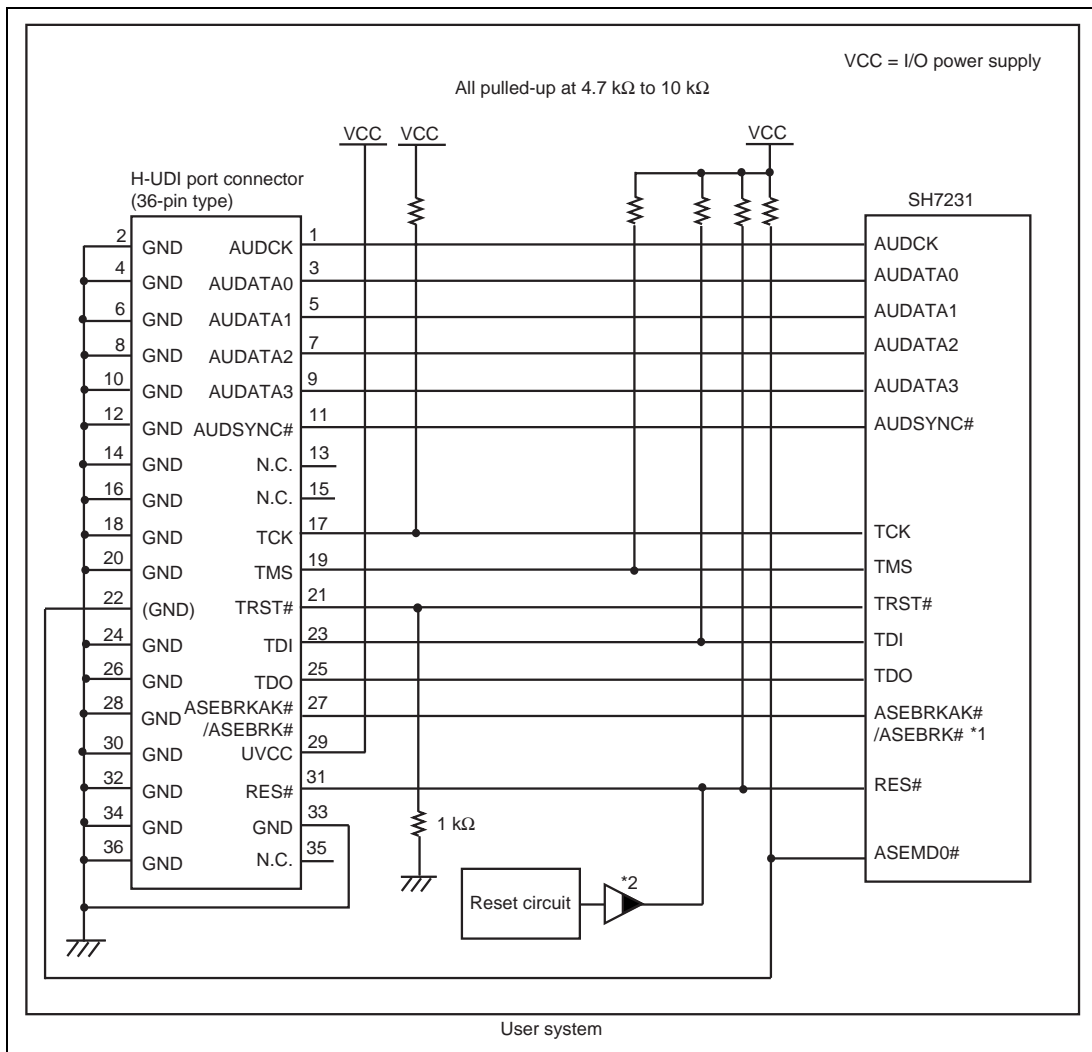 VCC = I/O power supply
All pulled-up at 4.7 kΩ to 10 kΩ
VCC VCC VCC
H-UDI port connector
(36-pin type)
SH7231
2 GND AUDCK 1 AUDCK
4 GND AUDATA0 3 AUDATA0
6 GND AUDATA1 5 AUDATA1
8 GND AUDATA2 7 AUDATA2
10 GND AUDATA3 9 AUDATA3
12 GND AUDSYNC# 11 AUDSYNC#
14 GND N.C. 13
16 GND N.C. 15
18 GND TCK 17 TCK
20 GND TMS 19 TMS
22 (GND) TRST# 21 TRST#
24 GND TDI 23 TDI
26 GND TDO 25 TDO
28 GND ASEBRKAK# 27 ASEBRKAK#
/ASEBRK# /ASEBRK# *1
30 GND UVCC 29
32 GND RES# 31 RES#
34 GND GND 33
1 kΩ
36 GND N.C. 35
ASEMD0#
*2
Reset circuit
User system